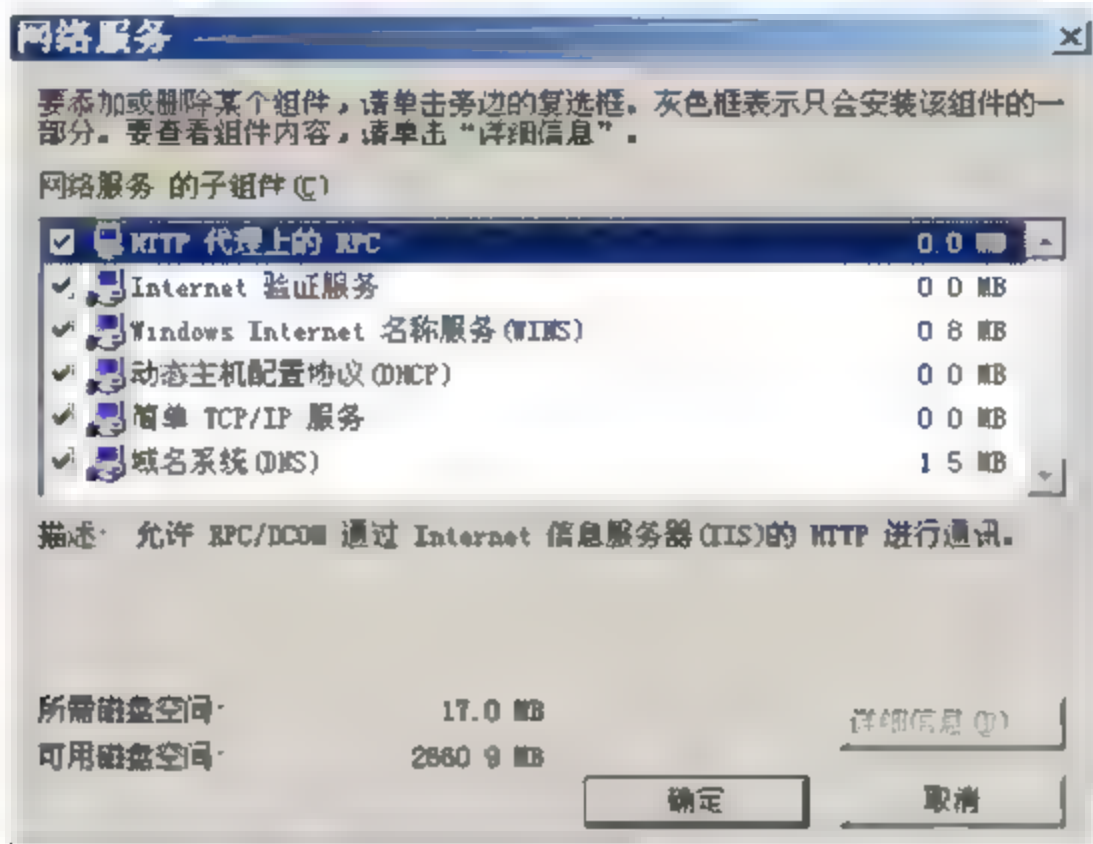 网络服务
要添加或删除某个组件，请单击旁边的复选框。灰色框表示只会安装该组件的一
部分。要查看组件内容，请单击“详细信息”。
网络服务 的子组件(C)
HTTP 代理上的 RPC 0.0 MB
Internet 验证服务 0.0 MB
Windows Internet 名称服务(WINS) 0.8 MB
动态主机配置协议(DHCP) 0.0 MB
简单 TCP/IP 服务 0.0 MB
域名系统(DNS) 1.5 MB
描述: 允许 RPC/DCOM 通过 Internet 信息服务器(IIS)的 HTTP 进行通讯。
所需磁盘空间: 17.0 MB
详细信息(D)
可用磁盘空间: 2860.9 MB
确定 取消